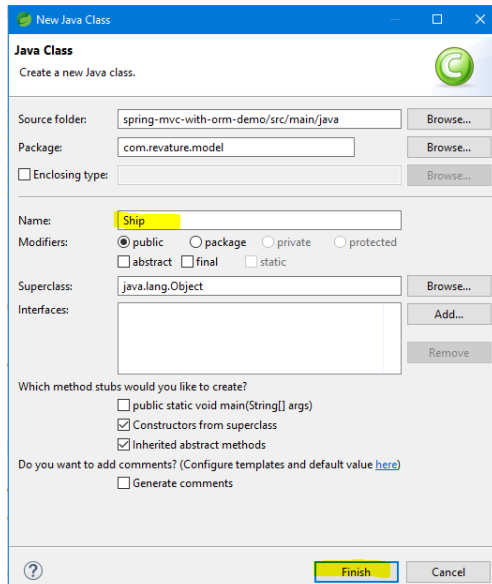 New Java Class
Java Class
Create a new Java class.
C
Source folder: spring-mvc-with-orm-demo/src/main/java Browse...
Package: com.revature.model Browse...
Enclosing type: Browse...
Name: Ship
Modifiers: public package private protected
abstract final static
Superclass: java.lang.Object Browse...
Interfaces: Add...
Remove
Which method stubs would you like to create?
public static void main(String[] args)
Constructors from superclass
Inherited abstract methods
Do you want to add comments? (Configure templates and default value here)
Generate comments
? Finish Cancel